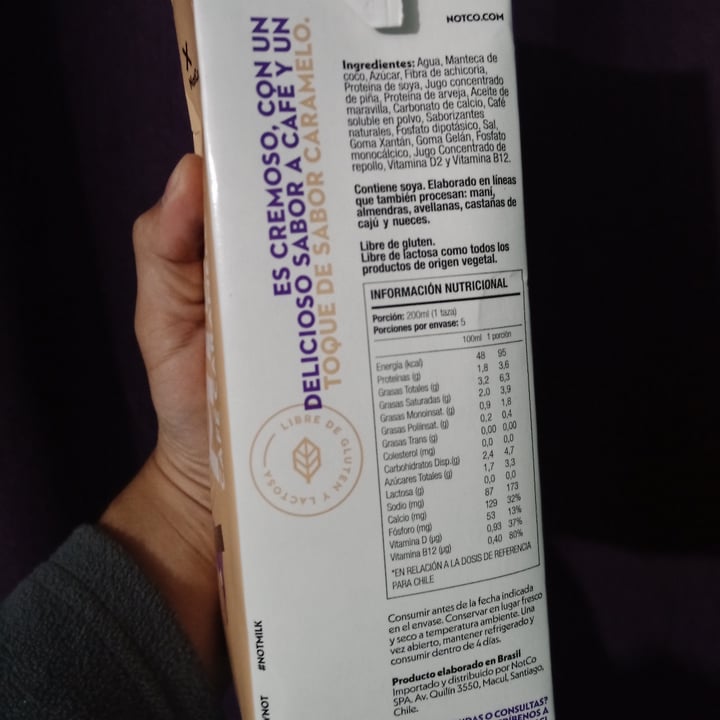 NOTCO.COM
ES CREMOSO, CON UN
DELICIOSO SABOR A CAFÉ Y UN
TOQUE DE SABOR CARAMELO.
Ingredientes: Agua, Manteca de
coco, Azúcar, Fibra de achicoria,
Proteína de soya, Jugo concentrado
de piña, Proteína de arveja, Aceite de
maravilla, Carbonato de calcio, Café
soluble en polvo, Saborizantes
naturales, Fosfato dipotásico, Sal,
Goma Xantán, Goma Gelán, Fosfato
monocálcico, Jugo Concentrado de
repollo, Vitamina D2 y Vitamina B12.
Contiene soya. Elaborado en líneas
que también procesan: maní,
almendras, avellanas, castañas de
cajú y nueces.
Libre de gluten.
Libre de lactosa como todos los
productos de origen vegetal.
INFORMACIÓN NUTRICIONAL
Porción: 200ml (1 taza)
Porciones por envase: 5
100ml 1 porción
Energía (kcal) 48 95
Proteínas (g) 1,8 3,6
Grasas Totales (g) 3,2 6,3
Grasas Saturadas (g) 2,0 3,9
Grasas Monoinsat. (g) 0,9 1,8
Grasas Poliinsat. (g) 0,2 0,4
Grasas Trans (g) 0,00 0,00
Colesterol (mg) 0,0 0,0
Carbohidratos Disp.(g) 2,4 4,7
Azúcares Totales (g) 1,7 3,3
Lactosa (g) 0,0 0,0
Sodio (mg) 87 173
Calcio (mg) 129 32%
Fósforo (mg) 53 13%
Vitamina D (µg) 0,93 37%
Vitamina B12 (µg) 0,40 80%
*EN RELACIÓN A LA DOSIS DE REFERENCIA
PARA CHILE
LIBRE DE GLUTEN Y LACTOSA
Consumir antes de la fecha indicada
en el envase. Conservar en lugar fresco
y seco a temperatura ambiente. Una
vez abierto, mantener refrigerado y
consumir dentro de 4 días.
Producto elaborado en Brasil
Importado y distribuido por NotCo
SPA, Av. Quilín 3550, Macul, Santiago,
Chile.
#NOTMILK
O CONSULTAS?